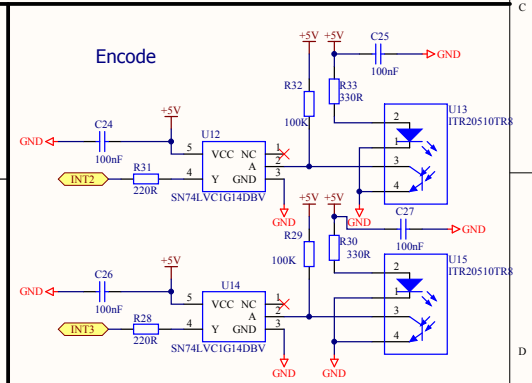 C
Encode
+5V +5V
C25
GND
100nF
R32
100K
R33
330R
U13
ITR20510TR8
2
1
3
4
+5V
C24
GND
100nF
U12
5 VCC NC 1
A 2
4 Y GND 3
SN74LVC1G14DBV
INT2
R31
220R
GND
GND
+5V +5V
C27
GND
100nF
R29
100K
R30
330R
U15
ITR20510TR8
2
1
3
4
+5V
C26
GND
100nF
U14
5 VCC NC 1
A 2
4 Y GND 3
SN74LVC1G14DBV
INT3
R28
220R
GND
GND
D